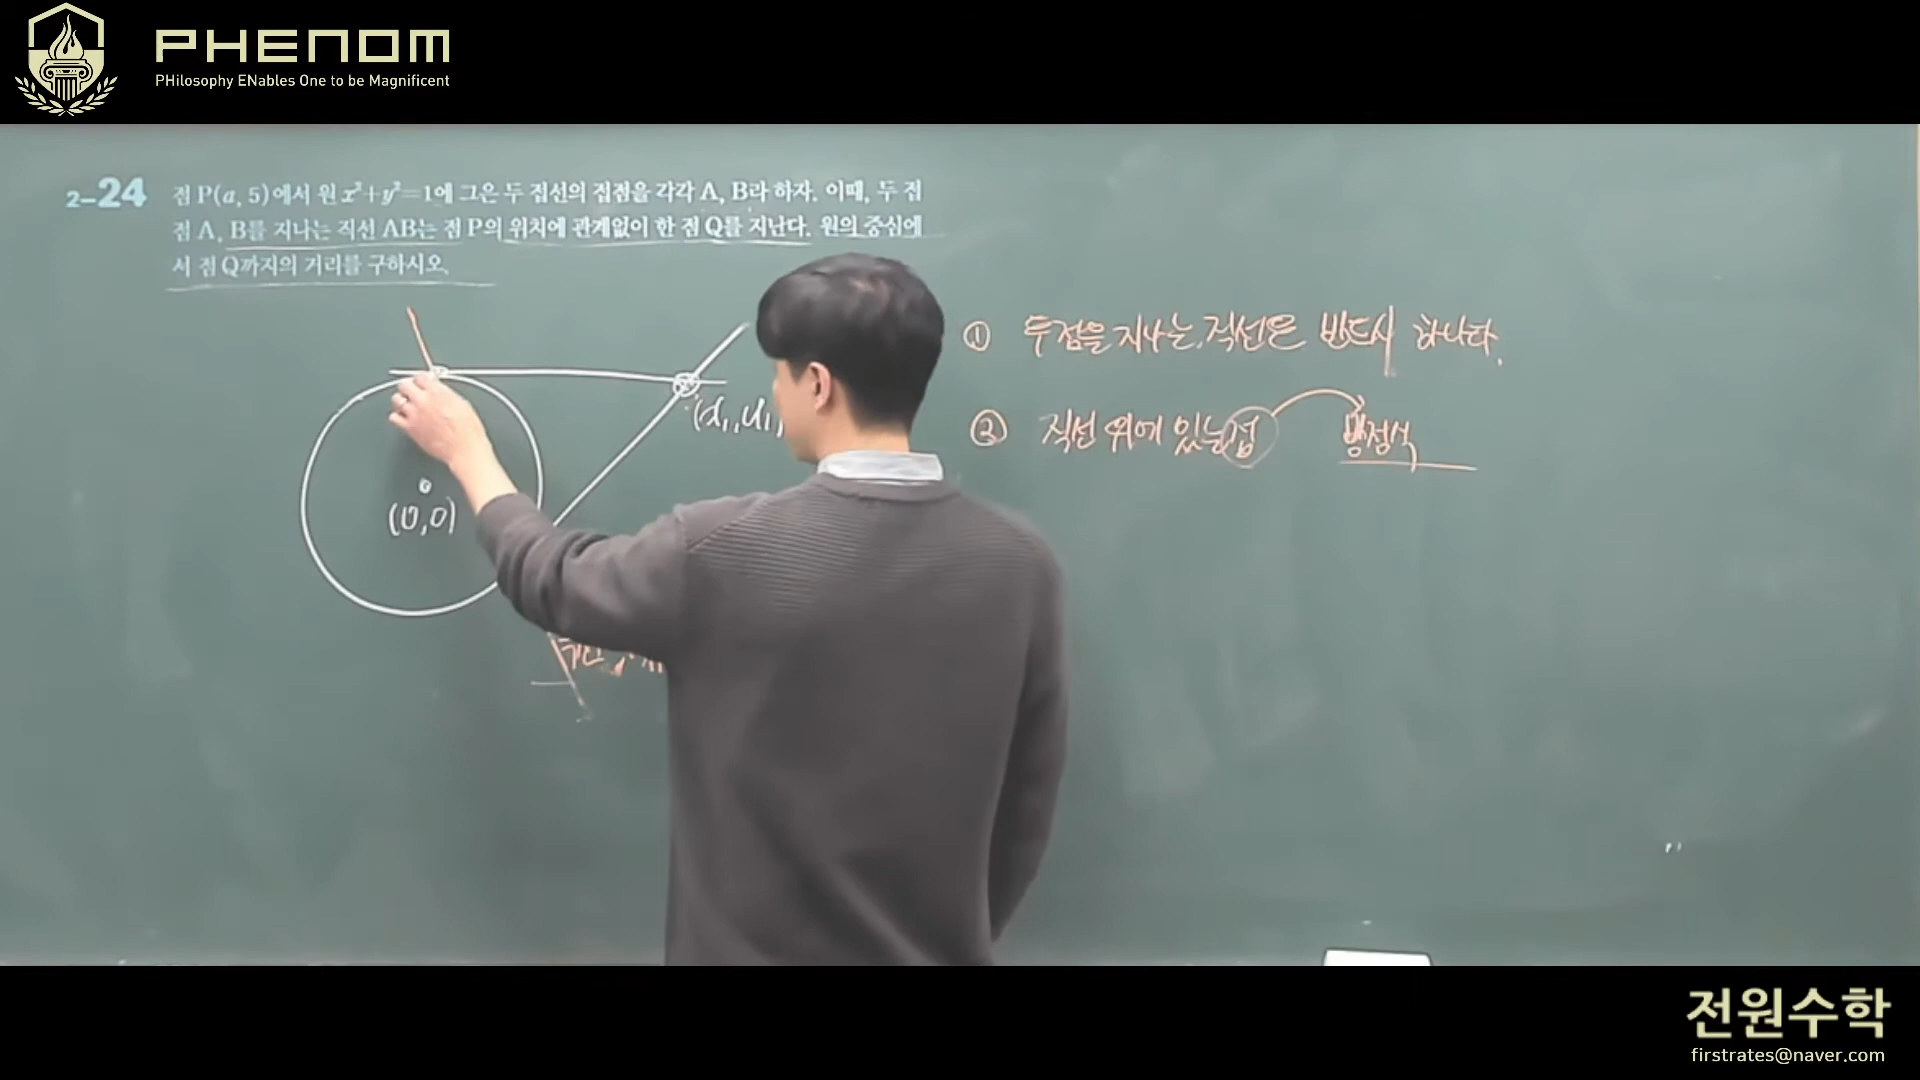 PHENOM
PHilosophy ENables One to be Magnificent
2-24 점 P(a, 5)에서 원 x²+y²=1에 그은 두 접선의 접점을 각각 A, B라 하자. 이때, 두 접
점 A, B를 지나는 직선 AB는 점 P의 위치에 관계없이 한 점 Q를 지난다. 원의 중심에
서 점 Q까지의 거리를 구하시오.
① 두점을 지나는 직선은 반드시 하나다.
② 직선 위에 있는 점 방정식
(x₁, y₁
(0,0)
전원수학
firstrates@naver.com